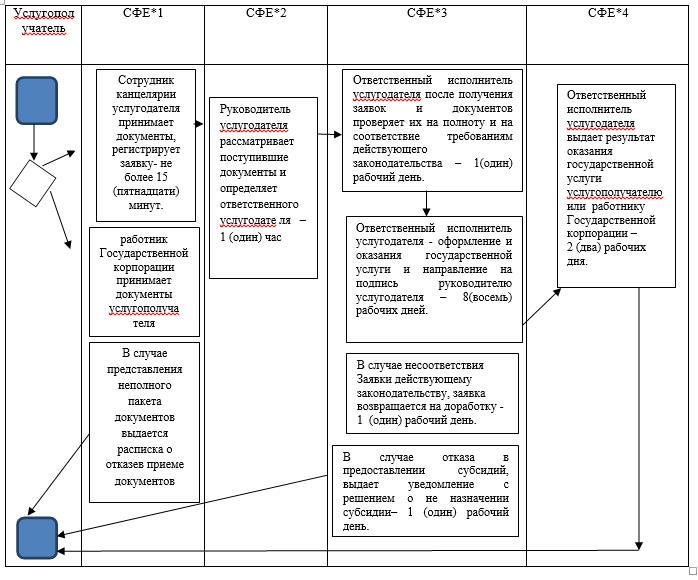 Услугопол
учатель
СФЕ*1
СФЕ*2
СФЕ*3
СФЕ*4
Сотрудник
канцелярии
услугодателя
принимает
документы,
регистрирует
заявку- не
более 15
(пятнадцати)
минут.
работник
Государственной
корпорации
принимает
документы
услугополуча
теля
В случае
представления
неполного
пакета
документов
выдается
расписка о
отказев приеме
документов
Руководитель
услугодателя
рассматривает
поступившие
документы и
определяет
ответственного
услугодате ля –
1 (один) час
Ответственный исполнитель
услугодателя после получения
заявок и документов
проверяет их на полноту и на
соответствие требованиям
действующего
законодательства – 1(один)
рабочий день.
Ответственный исполнитель
услугодателя - оформление и
оказания государственной
услуги и направление на
подпись руководителю
услугодателя – 8(восемь)
рабочих дней.
В случае несоответствия
Заявки действующему
законодательству, заявка
возвращается на доработку -
1 (один) рабочий день.
В случае отказа в
предоставлении субсидий,
выдает уведомление с
решением о не назначении
субсидии– 1 (один) рабочий
день.
Ответственный
исполнитель
услугодателя
выдает результат
оказания
государственной
услуги
услугополучателю
или работнику
Государственной
корпорации –
2 (два) рабочих
дня.